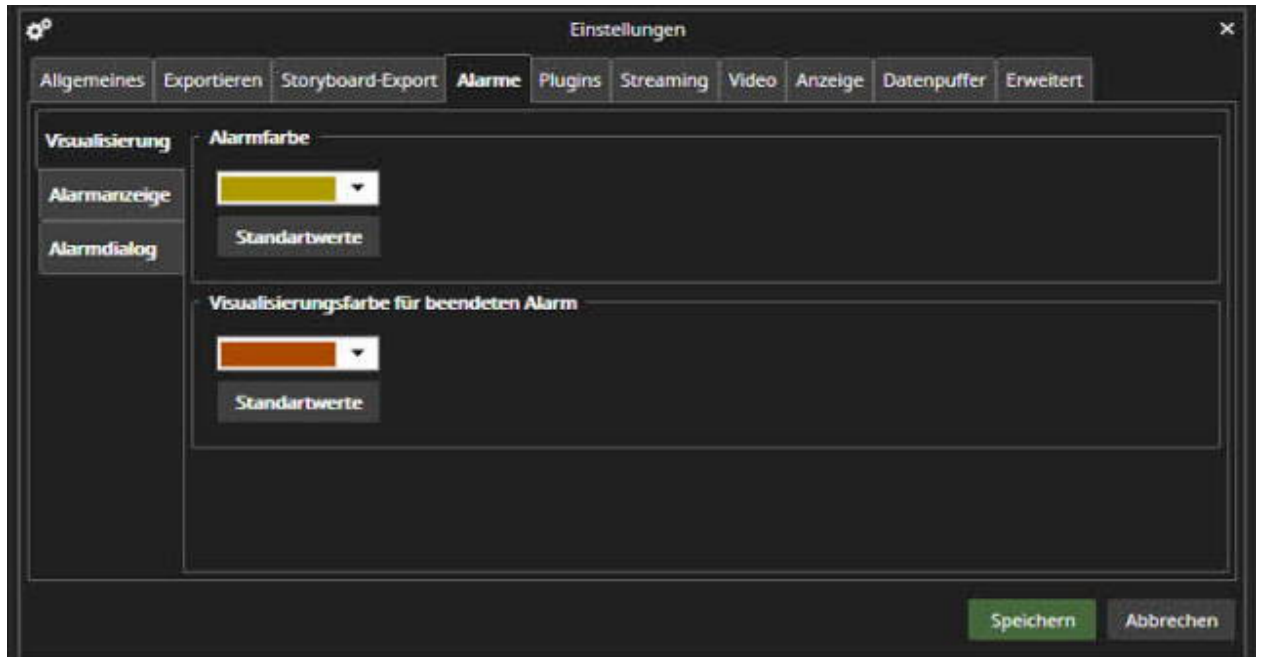 Einstellungen
Allgemeines Exportieren Storyboard-Export Alarme Plugins Streaming Video Anzeige Datenpuffer Erweitert
Visualisierung
Alarmanzeige
Alarmdialog
Alarmfarbe
Standartwerte
Visualisierungsfarbe für beendeten Alarm
Standartwerte
Speichern Abbrechen